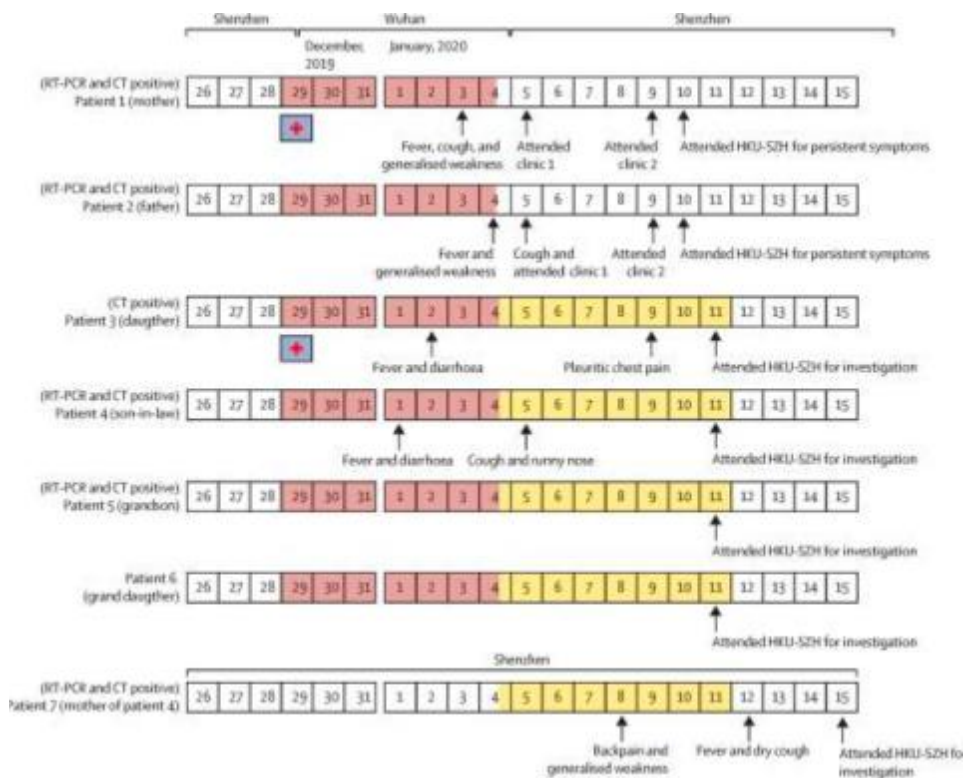 Shenzhen Wuhan Shenzhen
December, 2019
January, 2020
(RT-PCR and CT positive)
Patient 1 (mother)
26 27 28 29 30 31 1 2 3 4 5 6 7 8 9 10 11 12 13 14 15
Fever, cough, and generalised weakness
Attended clinic 1
Attended clinic 2
Attended HKU-SZH for persistent symptoms
(RT-PCR and CT positive)
Patient 2 (father)
26 27 28 29 30 31 1 2 3 4 5 6 7 8 9 10 11 12 13 14 15
Fever and generalised weakness
Cough and attended clinic 1
Attended clinic 2
Attended HKU-SZH for persistent symptoms
(CT positive)
Patient 3 (daugther)
26 27 28 29 30 31 1 2 3 4 5 6 7 8 9 10 11 12 13 14 15
Fever and diarrhoea
Pleuritic chest pain
Attended HKU-SZH for investigation
(RT-PCR and CT positive)
Patient 4 (son-in-law)
26 27 28 29 30 31 1 2 3 4 5 6 7 8 9 10 11 12 13 14 15
Fever and diarrhoea
Cough and runny nose
Attended HKU-SZH for investigation
(RT-PCR and CT positive)
Patient 5 (grandson)
26 27 28 29 30 31 1 2 3 4 5 6 7 8 9 10 11 12 13 14 15
Attended HKU-SZH for investigation
Patient 6
(grand daugther)
26 27 28 29 30 31 1 2 3 4 5 6 7 8 9 10 11 12 13 14 15
Attended HKU-SZH for investigation
Shenzhen
(RT-PCR and CT positive)
Patient 7 (mother of patient 4)
26 27 28 29 30 31 1 2 3 4 5 6 7 8 9 10 11 12 13 14 15
Backpain and generalised weakness
Fever and dry cough
Attended HKU-SZH for investigation